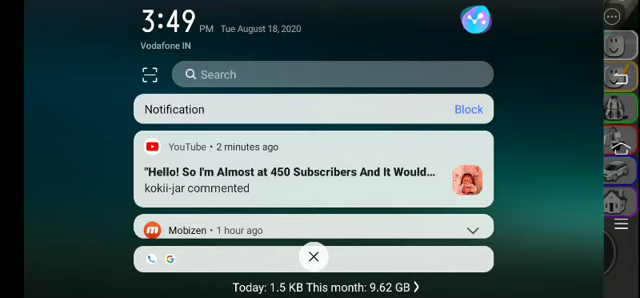 3:49 PM Tue August 18, 2020
Vodafone IN
Search
Notification Block
YouTube • 2 minutes ago
"Hello! So I'm Almost at 450 Subscribers And It Would...
kokii-jar commented
Mobizen • 1 hour ago
Today: 1.5 KB This month: 9.62 GB